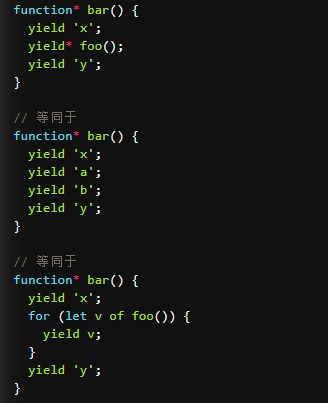 function* bar() {
  yield 'x';
  yield* foo();
  yield 'y';
}
// 等同于
function* bar() {
  yield 'x';
  yield 'a';
  yield 'b';
  yield 'y';
}
// 等同于
function* bar() {
  yield 'x';
  for (let v of foo()) {
    yield v;
  }
  yield 'y';
}